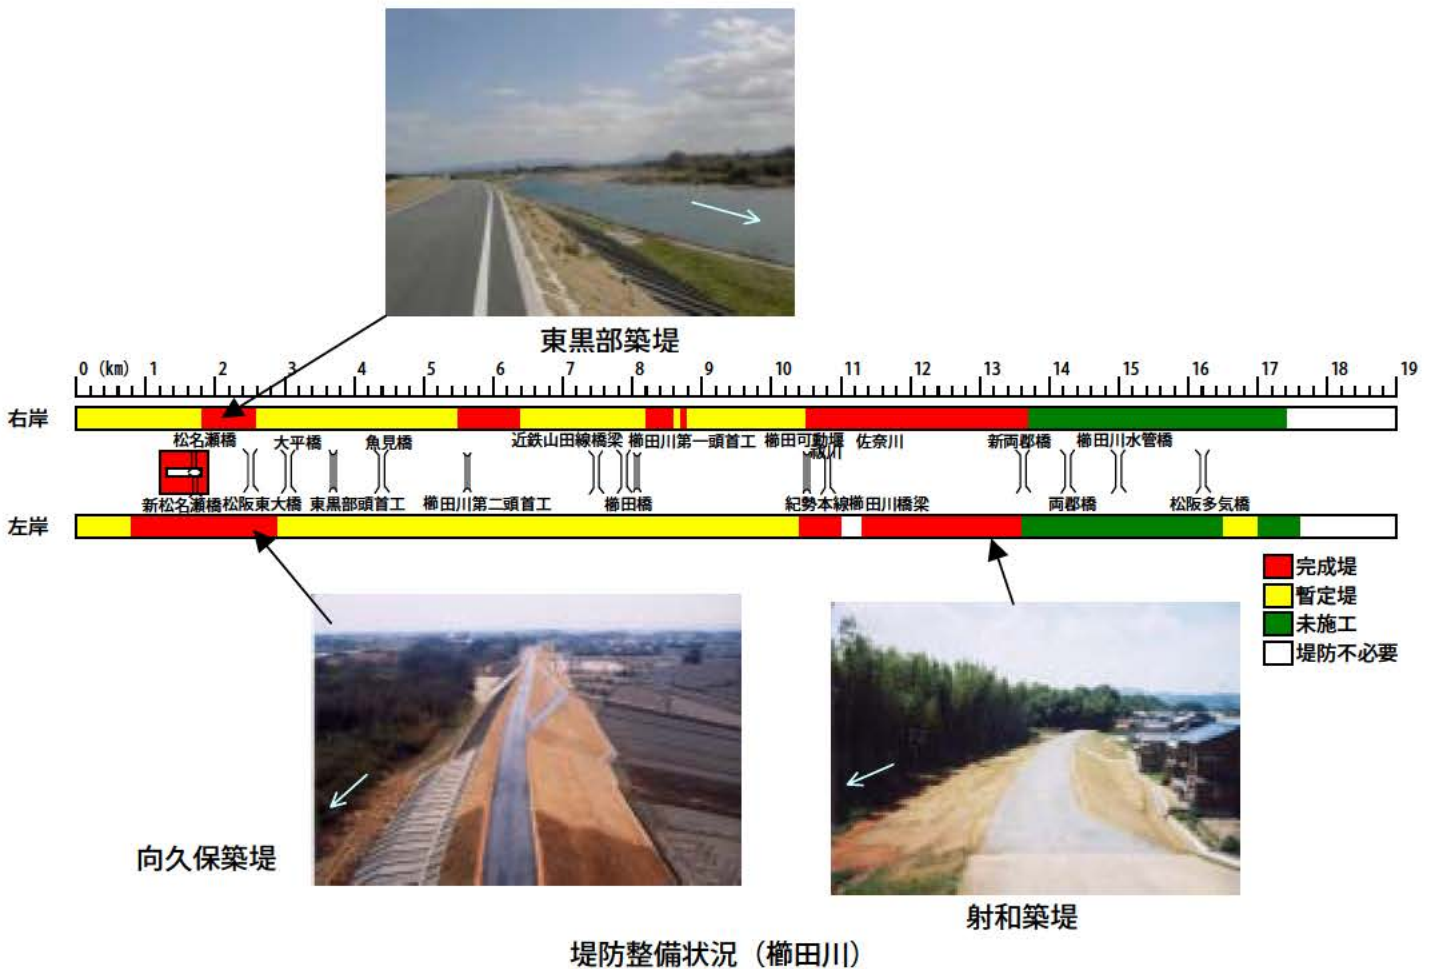 東黒部築堤
0 (km) 1 2 3 4 5 6 7 8 9 10 11 12 13 14 15 16 17 18 19
右岸
松名瀬橋 大平橋 魚見橋 近鉄山田線橋梁 櫛田川第一頭首工 櫛田可動堰 佐奈川 新両郡橋 櫛田川水管橋
祓川
新松名瀬橋 松阪東大橋 東黒部頭首工 櫛田川第二頭首工 櫛田橋 紀勢本線櫛田川橋梁 両郡橋 松阪多気橋
左岸
完成堤
暫定堤
未施工
堤防不必要
向久保築堤
射和築堤
堤防整備状況（櫛田川）